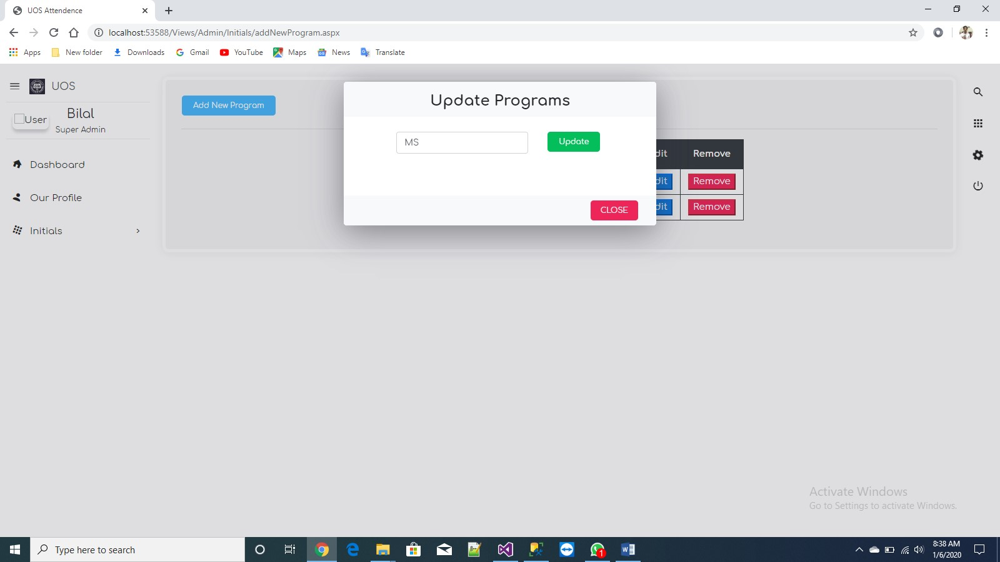 UOS Attendence
localhost:53588/Views/Admin/Initials/addNewProgram.aspx
Apps New folder Downloads Gmail YouTube Maps News Translate
UOS
User
Bilal
Super Admin
Dashboard
Our Profile
Initials
Add New Program
Update Programs
MS Update
CLOSE
dit Remove
dit Remove
dit Remove
Activate Windows
Go to Settings to activate Windows.
Type here to search
1
8:38 AM
1/6/2020